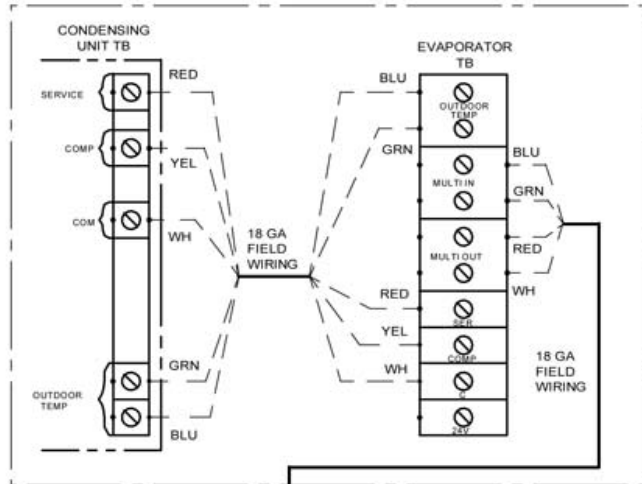 CONDENSING
UNIT TB
SERVICE
RED
COMP
YEL
COM
WH
OUTDOOR
TEMP
GRN
BLU
18 GA
FIELD
WIRING
EVAPORATOR
TB
BLU
OUTDOOR
TEMP
GRN
MULTI IN
BLU
GRN
MULTI OUT
RED
WH
RED
SER
YEL
COMP
WH
C
24V
18 GA
FIELD
WIRING